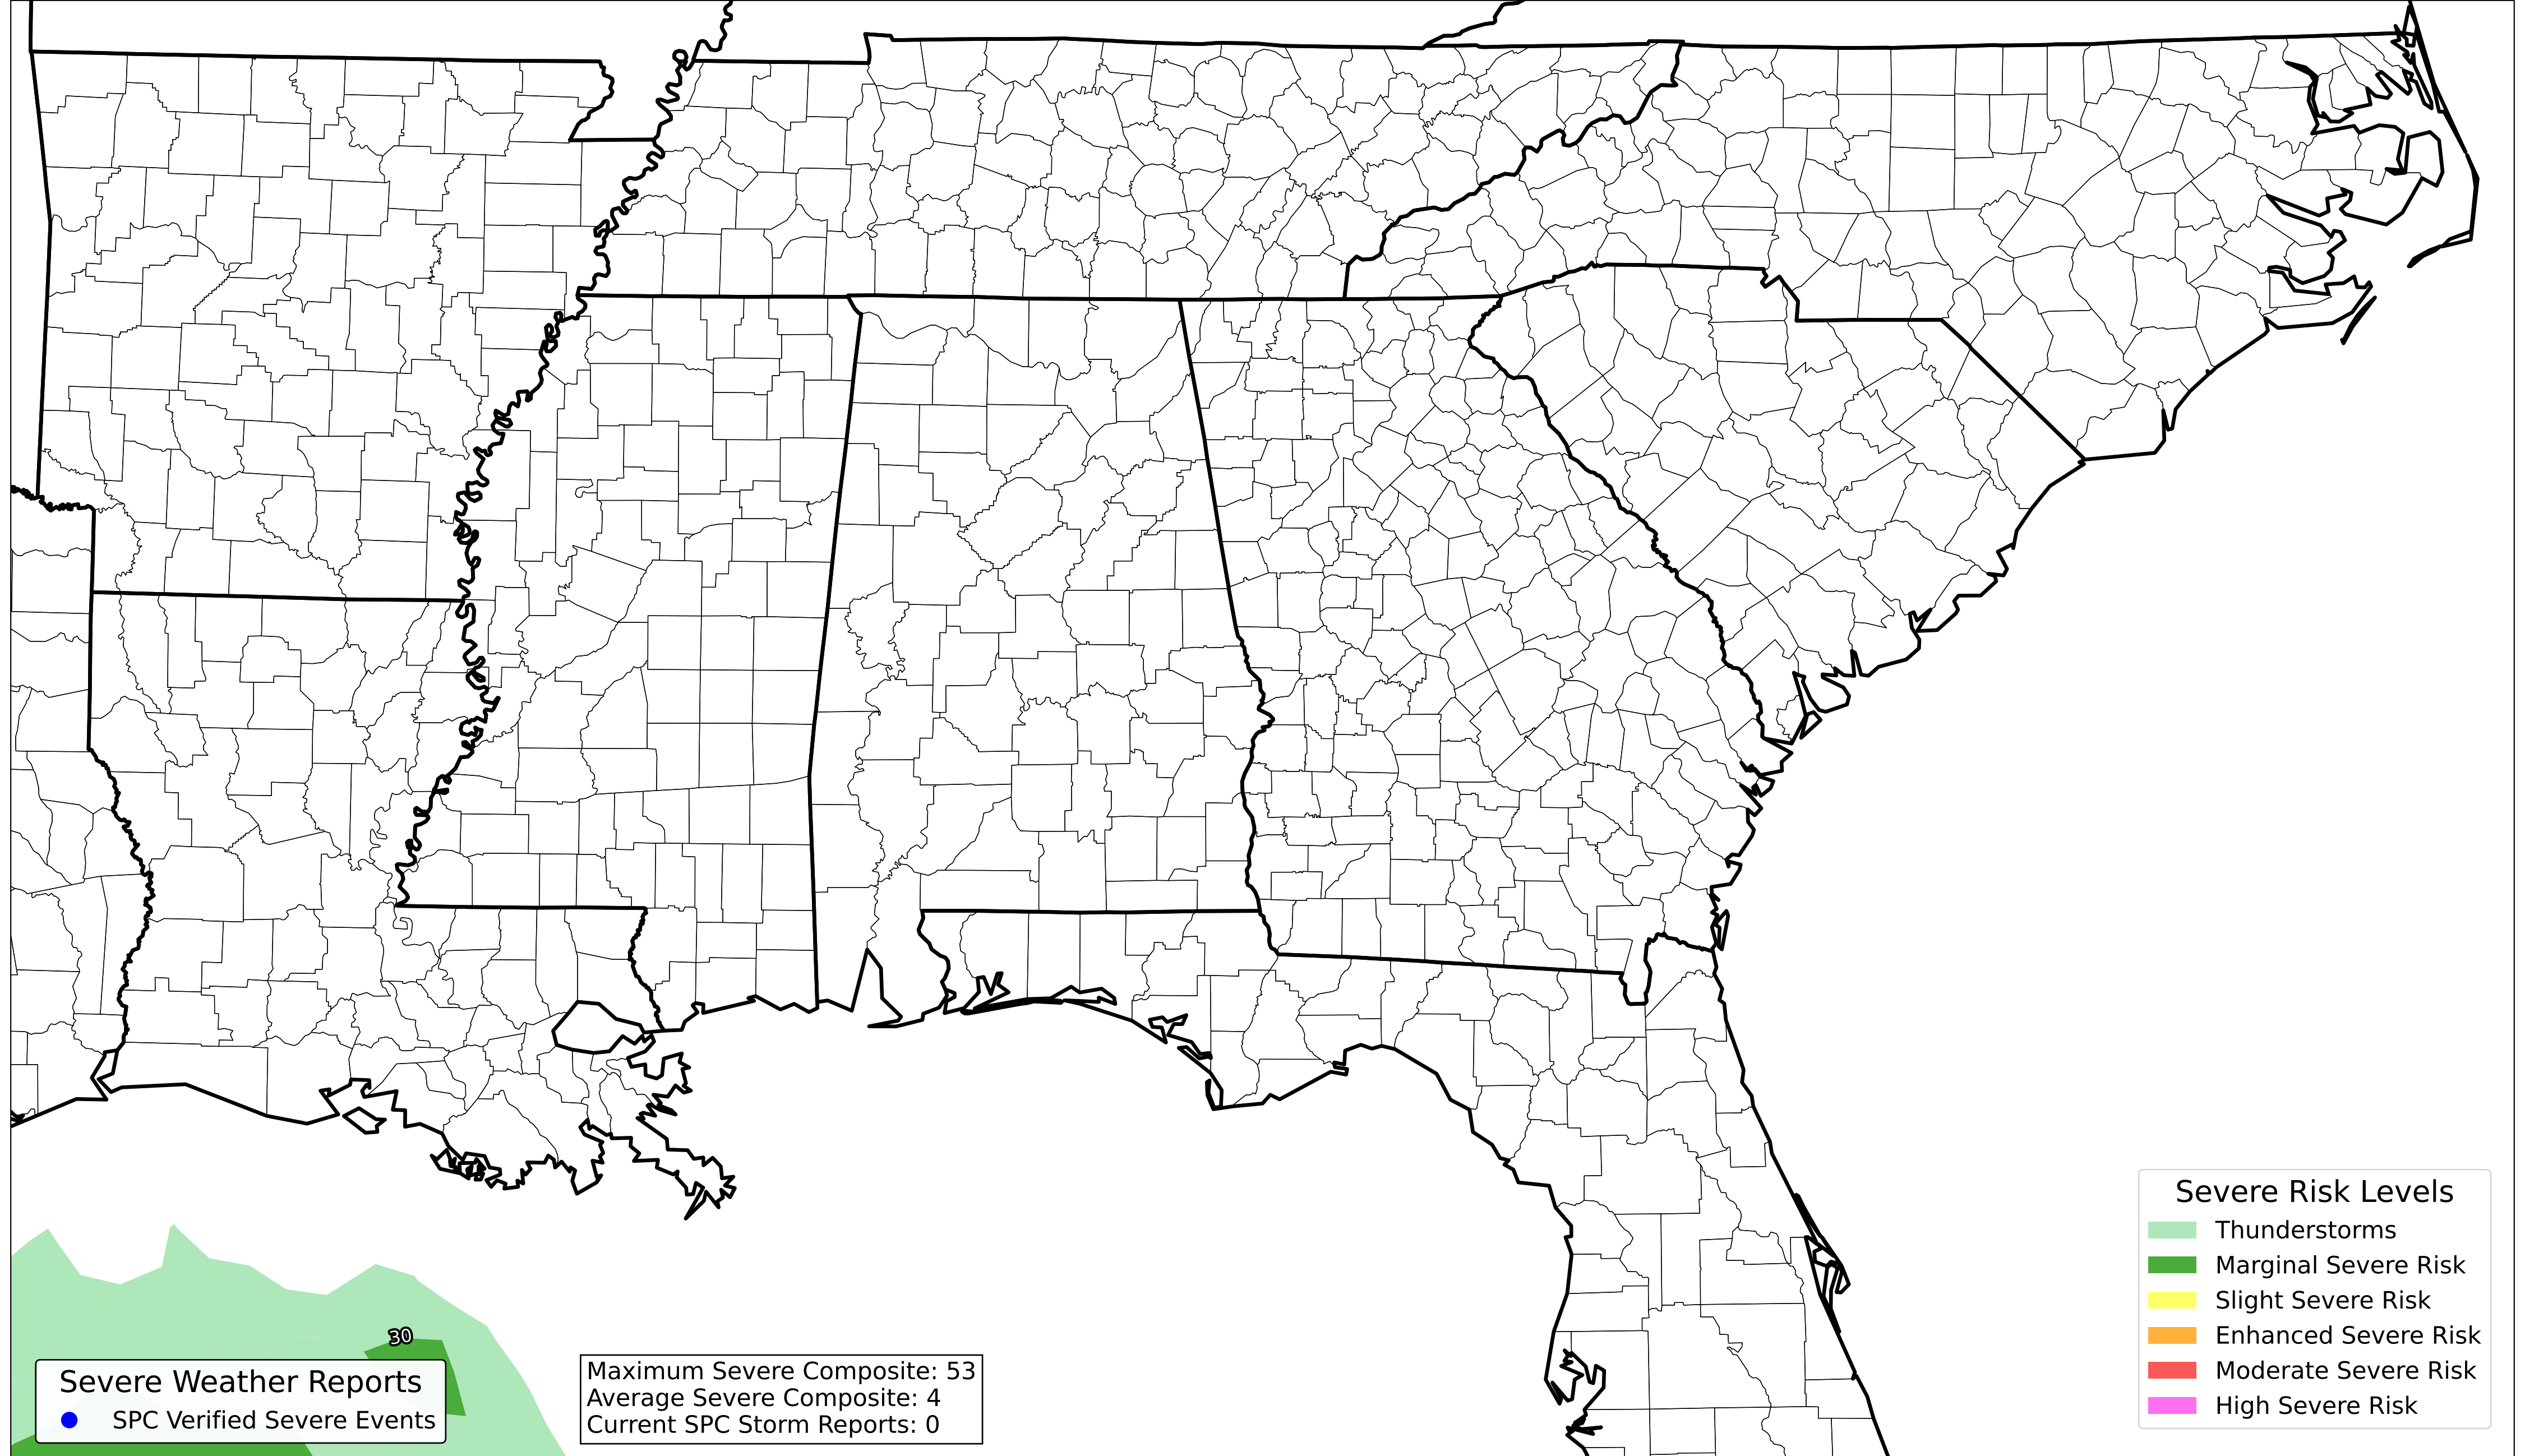 Severe Risk Levels
Thunderstorms
Marginal Severe Risk
Slight Severe Risk
Enhanced Severe Risk
Moderate Severe Risk
High Severe Risk
30
Severe Weather Reports
SPC Verified Severe Events
Maximum Severe Composite: 53
Average Severe Composite: 4
Current SPC Storm Reports: 0